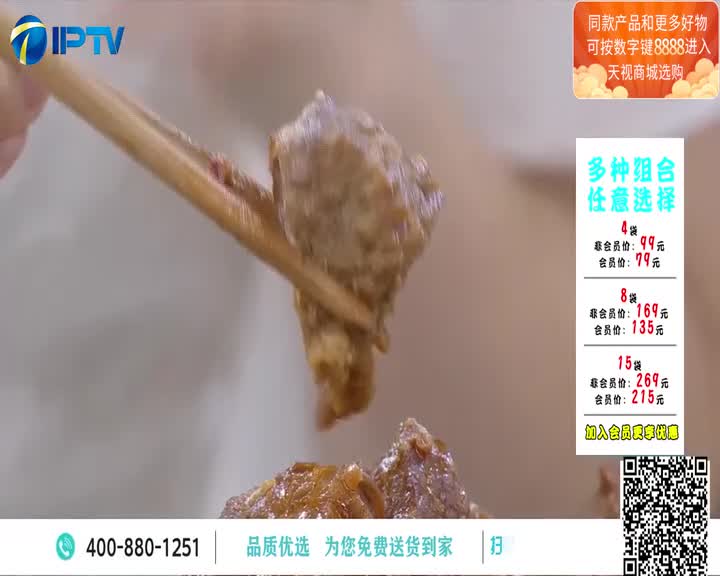 IPTV
同款产品和更多好物
可按数字键8888进入
天视商城选购
多种组合
任意选择
4袋
非会员价：99元
会员价：79元
8袋
非会员价：169元
会员价：135元
15袋
非会员价：269元
会员价：215元
加入会员更享优惠
400-880-1251
品质优选 为您免费送货到家
扫